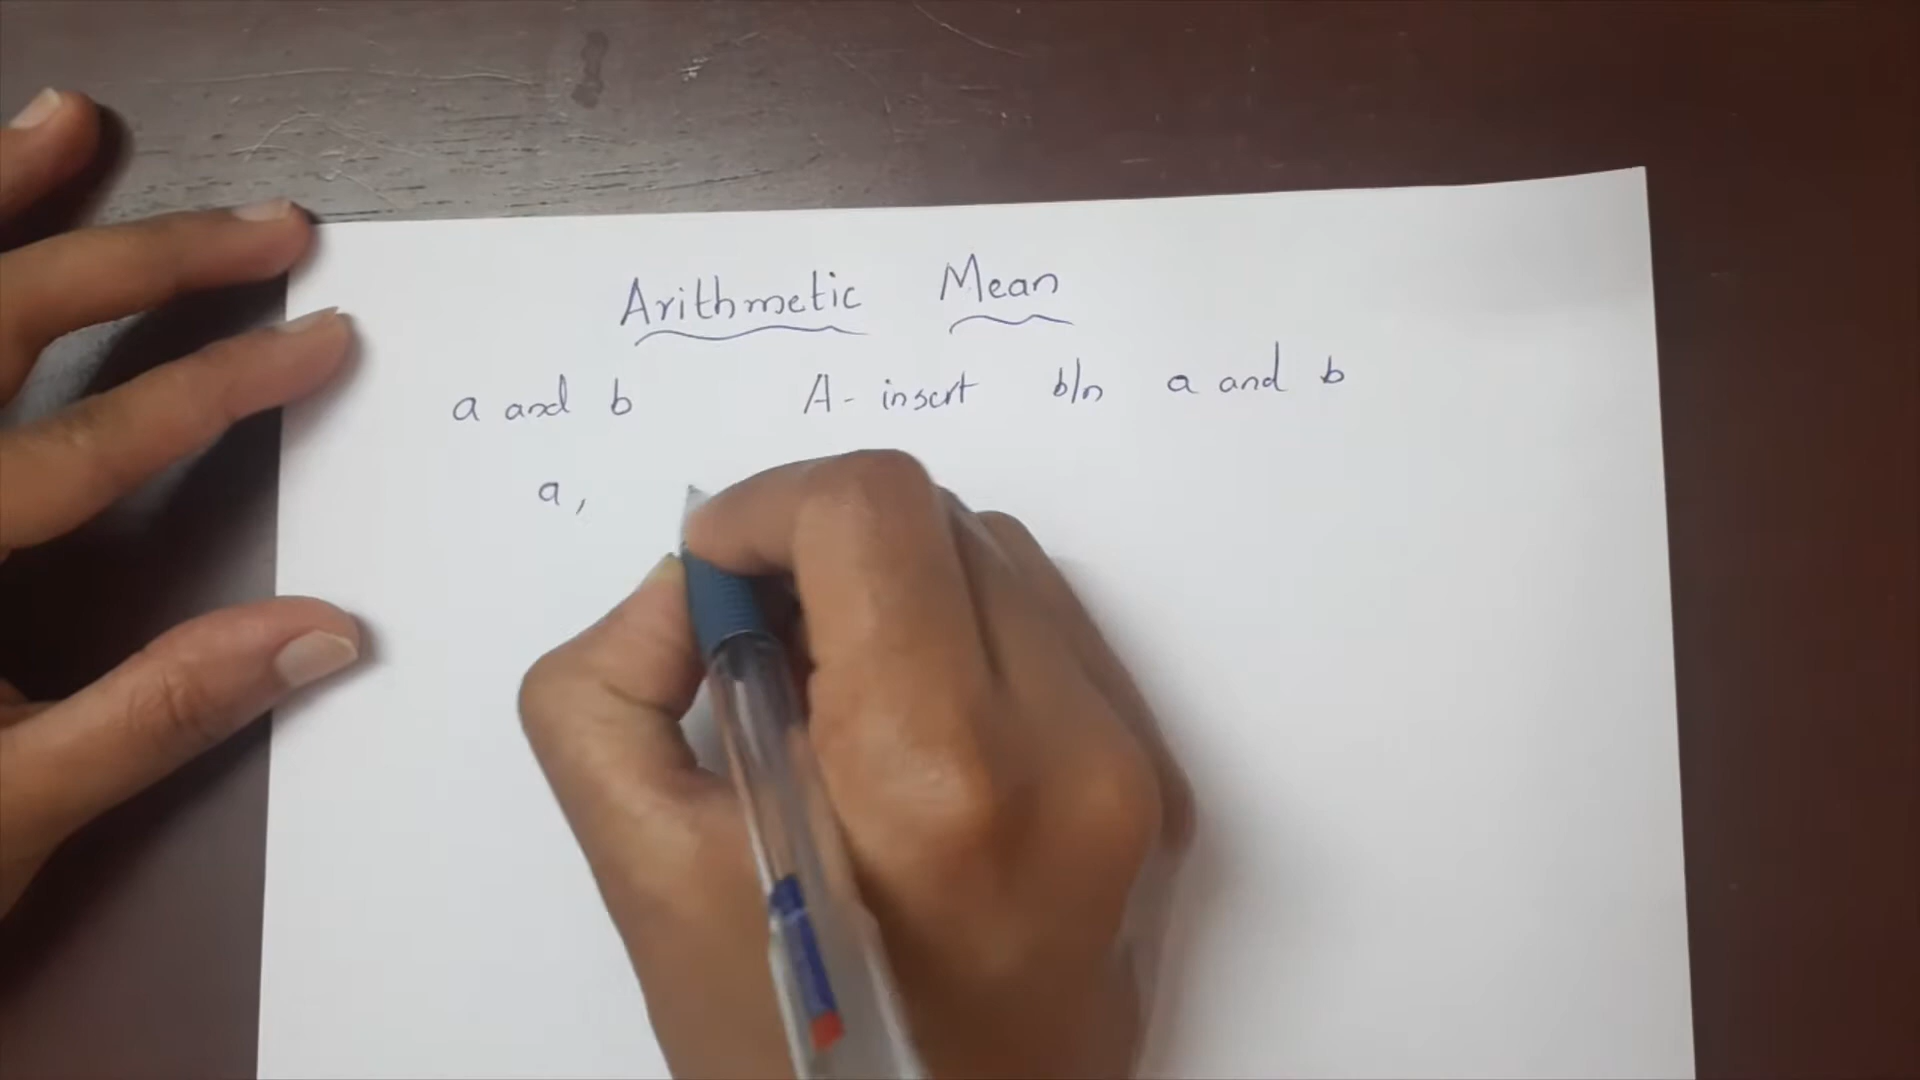 Arithmetic Mean
a and b A- insert b/n a and b
a,